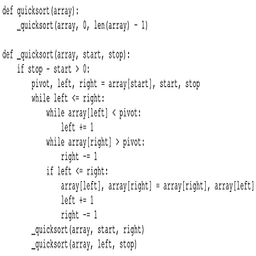 def quicksort(array):
    _quicksort(array, 0, len(array) - 1)

def _quicksort(array, start, stop):
    if stop - start > 0:
        pivot, left, right = array[start], start, stop
        while left <= right:
            while array[left] < pivot:
                left += 1
            while array[right] > pivot:
                right -= 1
            if left <= right:
                array[left], array[right] = array[right], array[left]
                left += 1
                right -= 1
        _quicksort(array, start, right)
        _quicksort(array, left, stop)